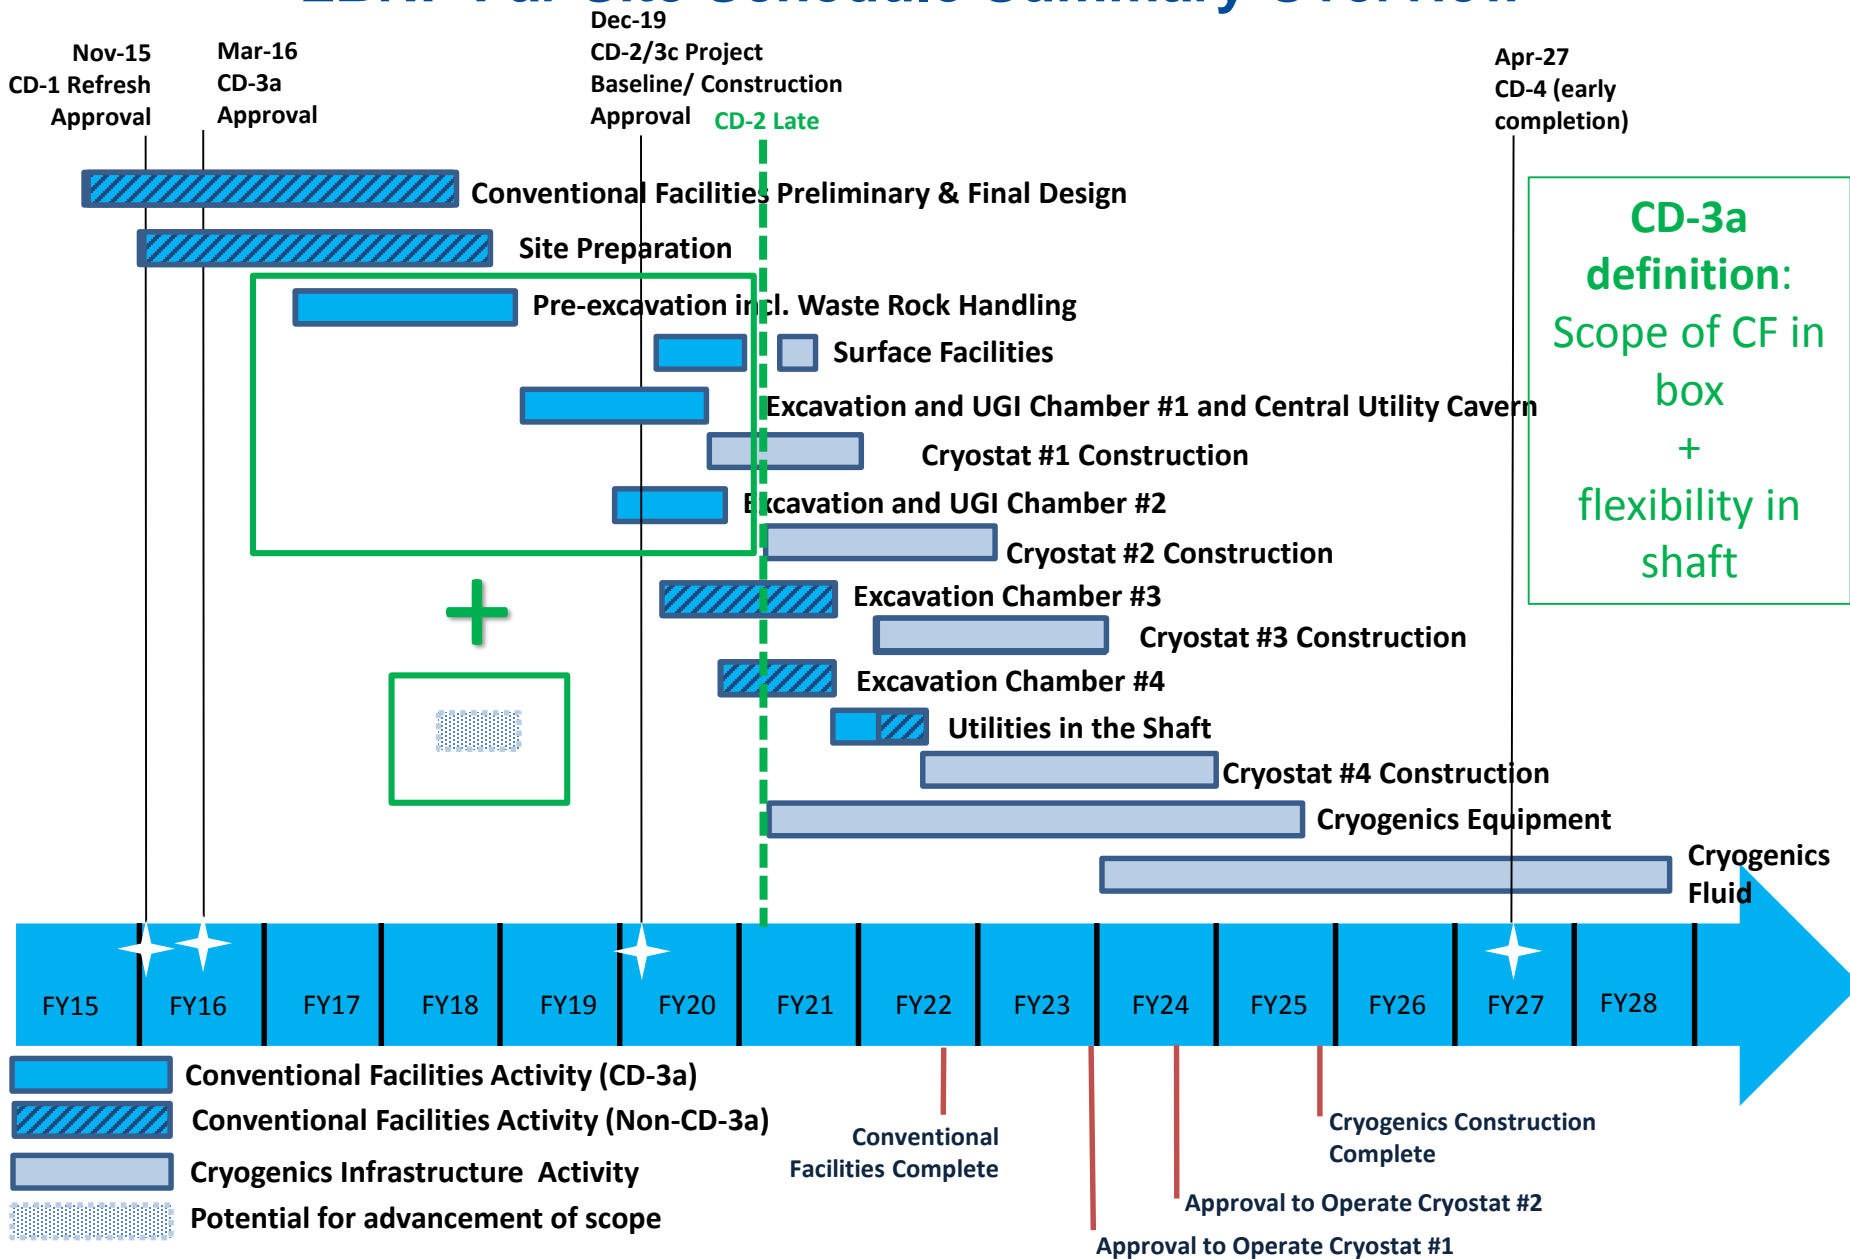 LBNF Far Site Schedule Summary Overview
Nov-15
CD-1 Refresh
Approval
Mar-16
CD-3a
Approval
Dec-19
CD-2/3c Project
Baseline/ Construction
Approval
CD-2 Late
Apr-27
CD-4 (early
completion)
Conventional Facilities Preliminary & Final Design
Site Preparation
Pre-excavation incl. Waste Rock Handling
Surface Facilities
Excavation and UGI Chamber #1 and Central Utility Cavern
Cryostat #1 Construction
Excavation and UGI Chamber #2
Cryostat #2 Construction
Excavation Chamber #3
Cryostat #3 Construction
Excavation Chamber #4
Utilities in the Shaft
Cryostat #4 Construction
Cryogenics Equipment
Cryogenics
Fluid
CD-3a
definition:
Scope of CF in
box
+
flexibility in
shaft
+
FY15 FY16 FY17 FY18 FY19 FY20 FY21 FY22 FY23 FY24 FY25 FY26 FY27 FY28
Conventional Facilities Activity (CD-3a)
Conventional Facilities Activity (Non-CD-3a)
Cryogenics Infrastructure Activity
Potential for advancement of scope
Conventional
Facilities Complete
Cryogenics Construction
Complete
Approval to Operate Cryostat #2
Approval to Operate Cryostat #1